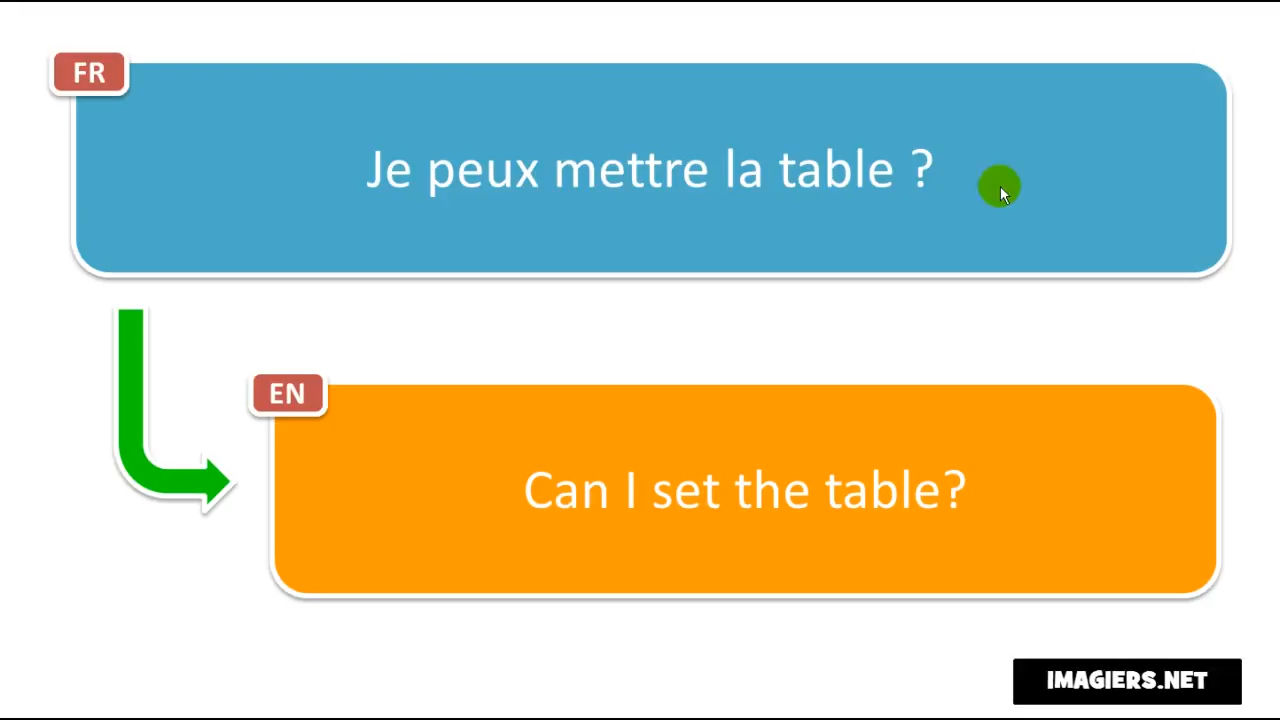 FR
Je peux mettre la table ?
EN
Can I set the table?
IMAGIERS.NET